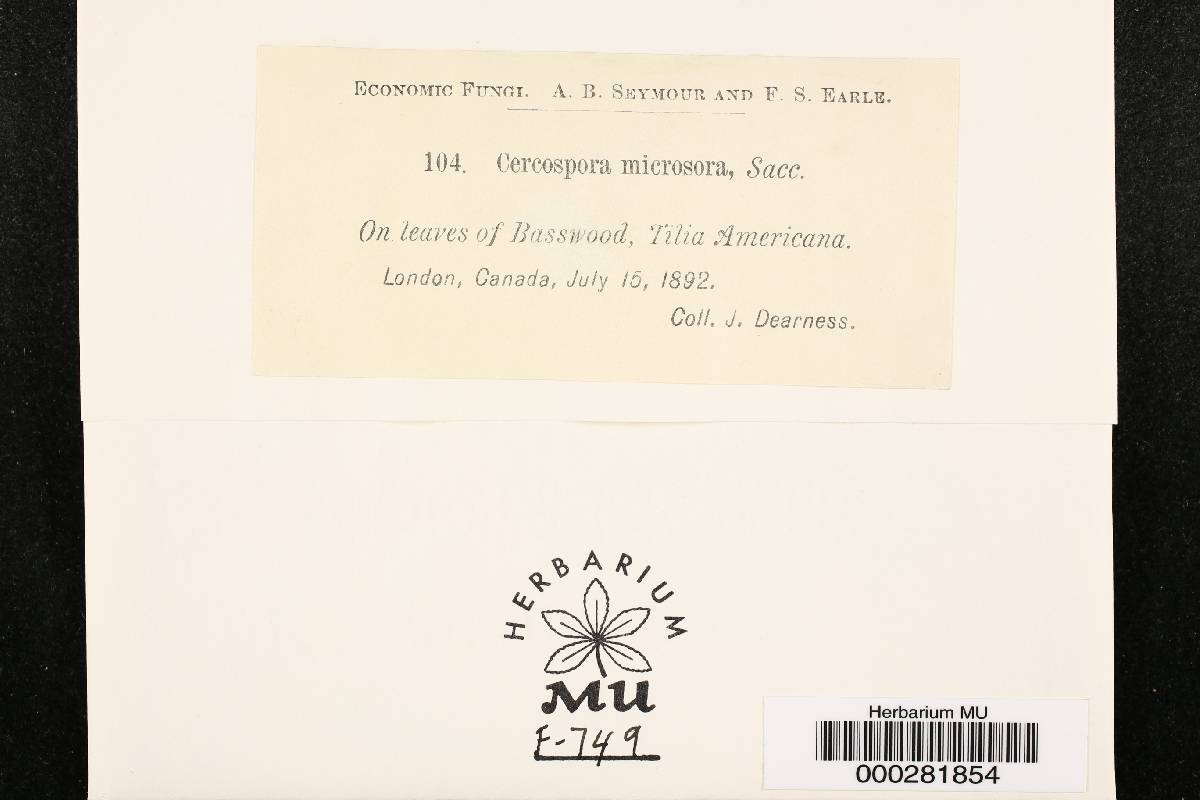 Economic Fungi. A. B. Seymour and F. S. Earle.
104. Cercospora microsora, Sacc.
On leaves of Basswood, Tilia Americana.
London, Canada, July 15, 1892.
Coll. J. Dearness.
HERBARIUM
MU
F-749
Herbarium MU
000281854